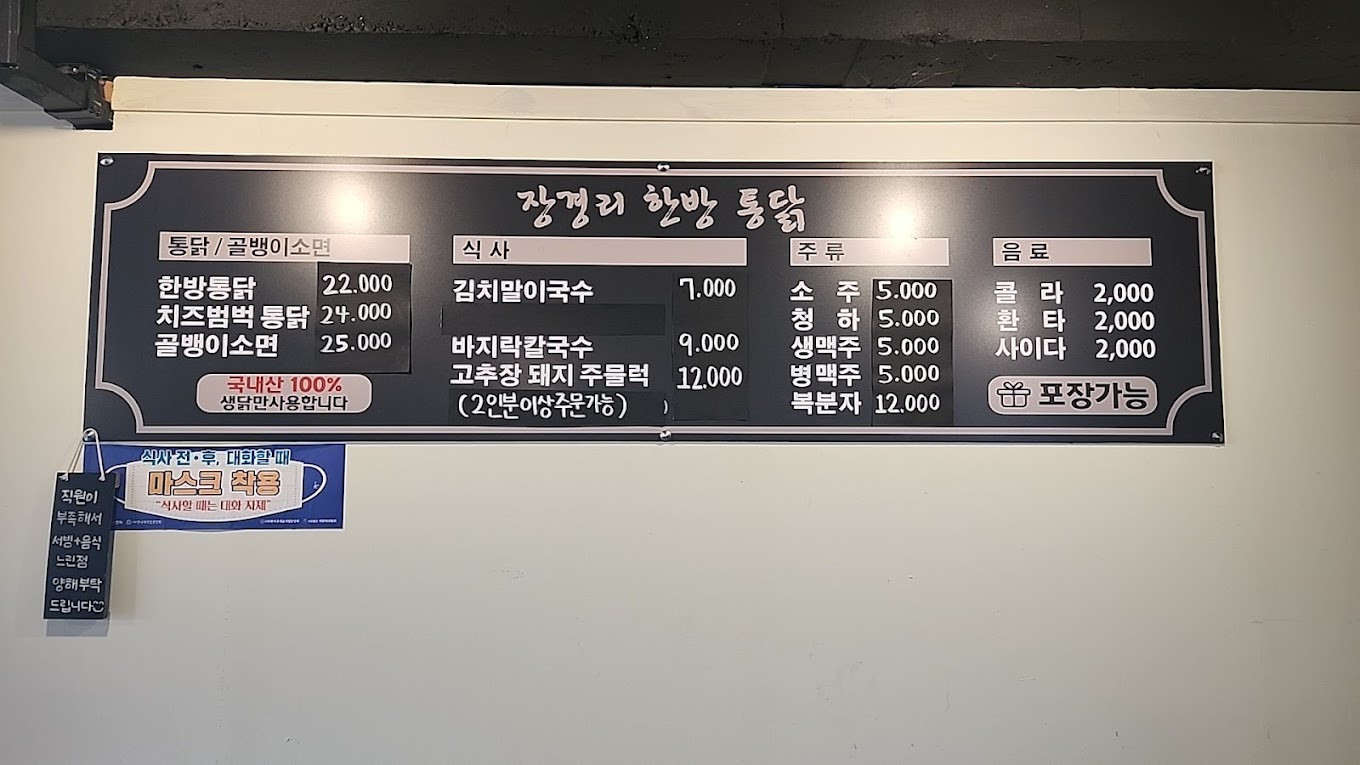 장경리 한방 통닭
통닭 / 골뱅이소면
한방통닭 22.000
치즈범벅 통닭 24.000
골뱅이소면 25.000
국내산 100%
생닭만사용합니다
식 사
김치말이국수 7.000
바지락칼국수 9.000
고추장 돼지 주물럭 12.000
(2인분이상주문가능)
주 류
소 주 5.000
청 하 5.000
생맥주 5.000
병맥주 5.000
복분자 12.000
음 료
콜 라 2,000
환 타 2,000
사이다 2,000
포장가능
식사 전·후, 대화할 때
마스크 착용
"식사할 때는 대화 자제"
직원이
부족해서
서빙+음식
느린점
양해부탁
드립니다